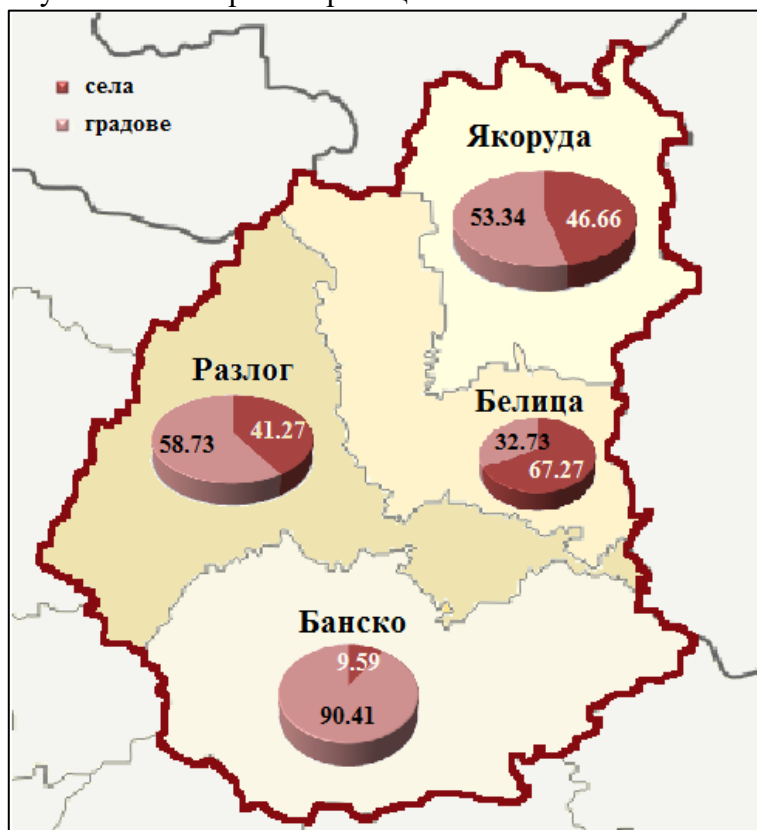 села
градове
Якоруда
53.34 46.66
Разлог
58.73 41.27
Белица
32.73
67.27
Банско
9.59
90.41